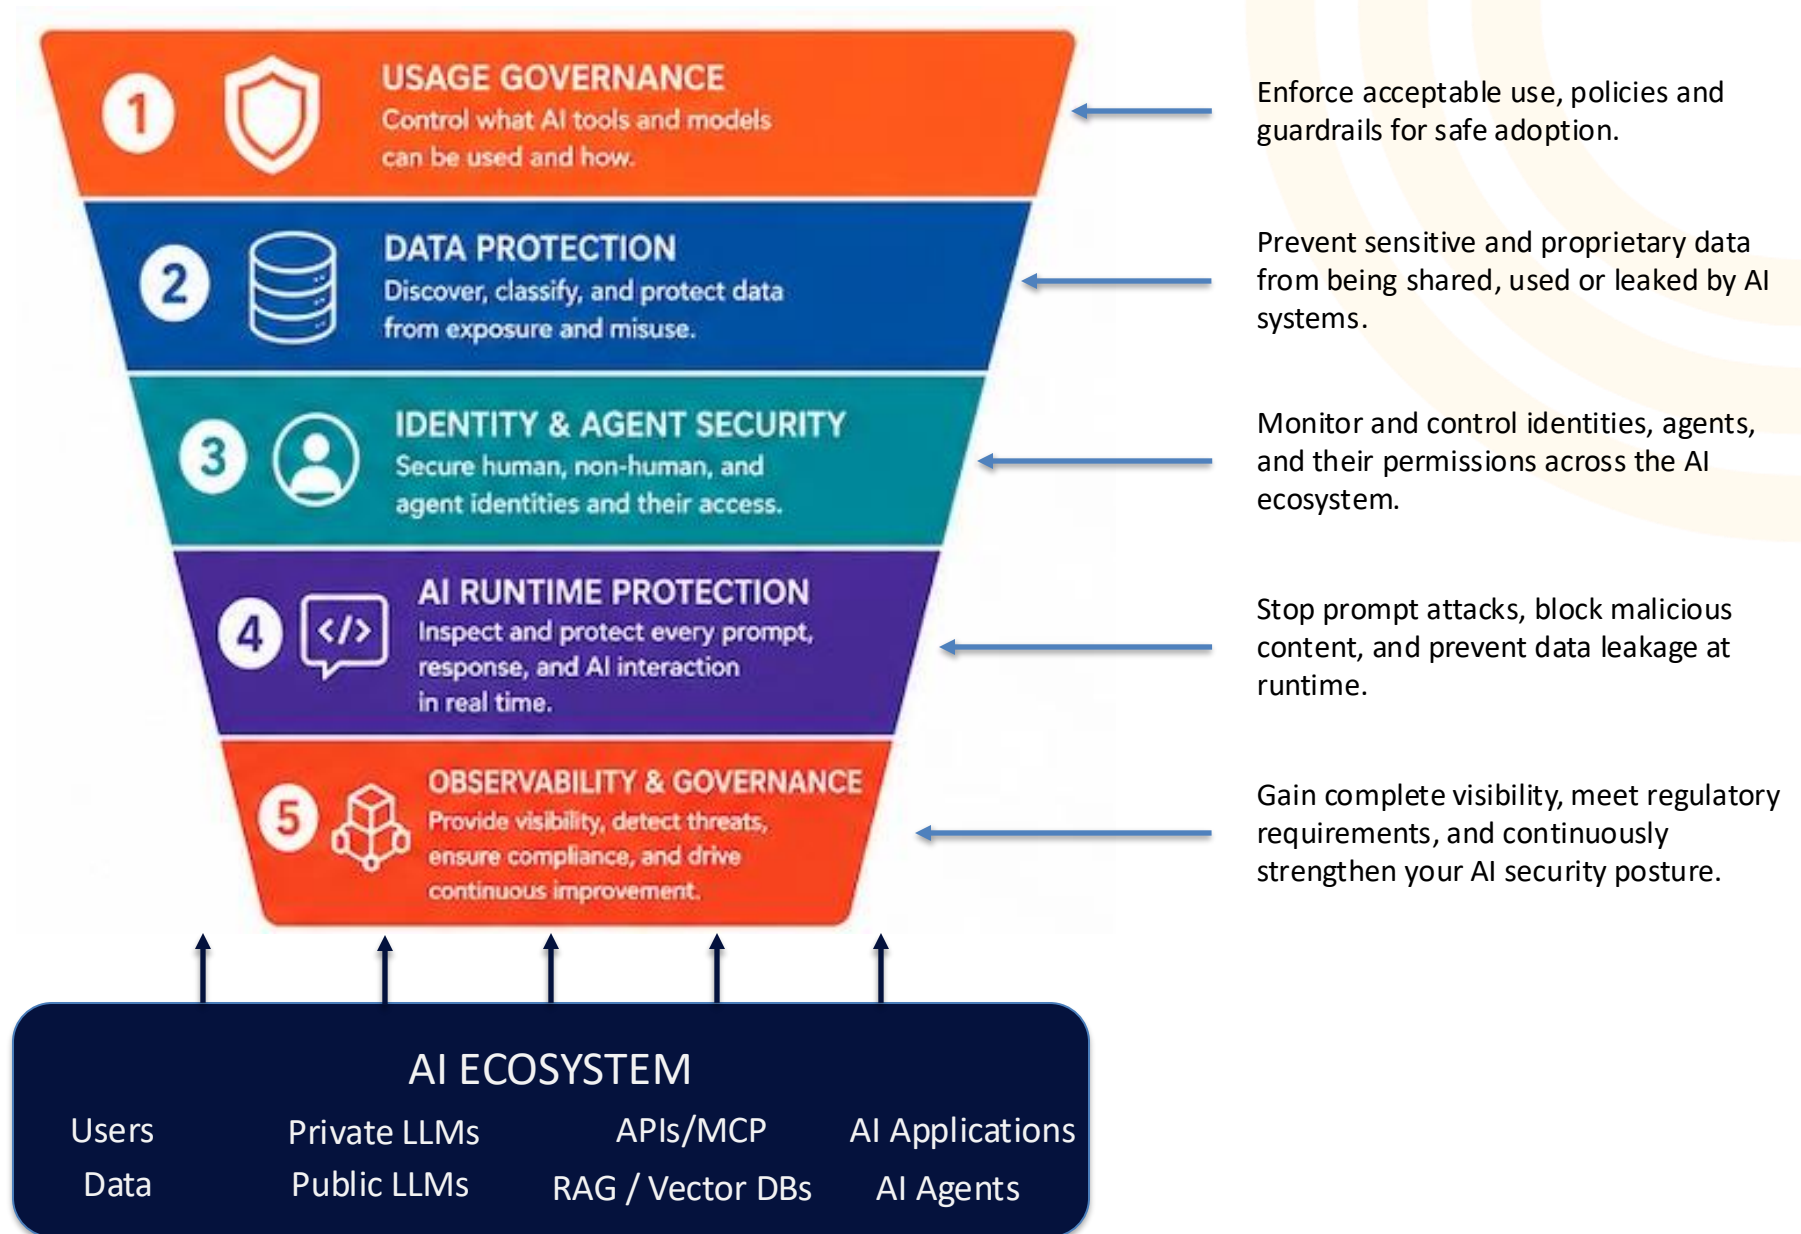 1
USAGE GOVERNANCE
Control what AI tools and models
can be used and how.
Enforce acceptable use, policies and
guardrails for safe adoption.
2
DATA PROTECTION
Discover, classify, and protect data
from exposure and misuse.
Prevent sensitive and proprietary data
from being shared, used or leaked by AI
systems.
3
IDENTITY & AGENT SECURITY
Secure human, non-human, and
agent identities and their access.
Monitor and control identities, agents,
and their permissions across the AI
ecosystem.
4
</>
AI RUNTIME PROTECTION
Inspect and protect every prompt,
response, and AI interaction
in real time.
Stop prompt attacks, block malicious
content, and prevent data leakage at
runtime.
5
OBSERVABILITY & GOVERNANCE
Provide visibility, detect threats,
ensure compliance, and drive
continuous improvement.
Gain complete visibility, meet regulatory
requirements, and continuously
strengthen your AI security posture.
AI ECOSYSTEM
Users Private LLMs APIs/MCP AI Applications
Data Public LLMs RAG / Vector DBs AI Agents